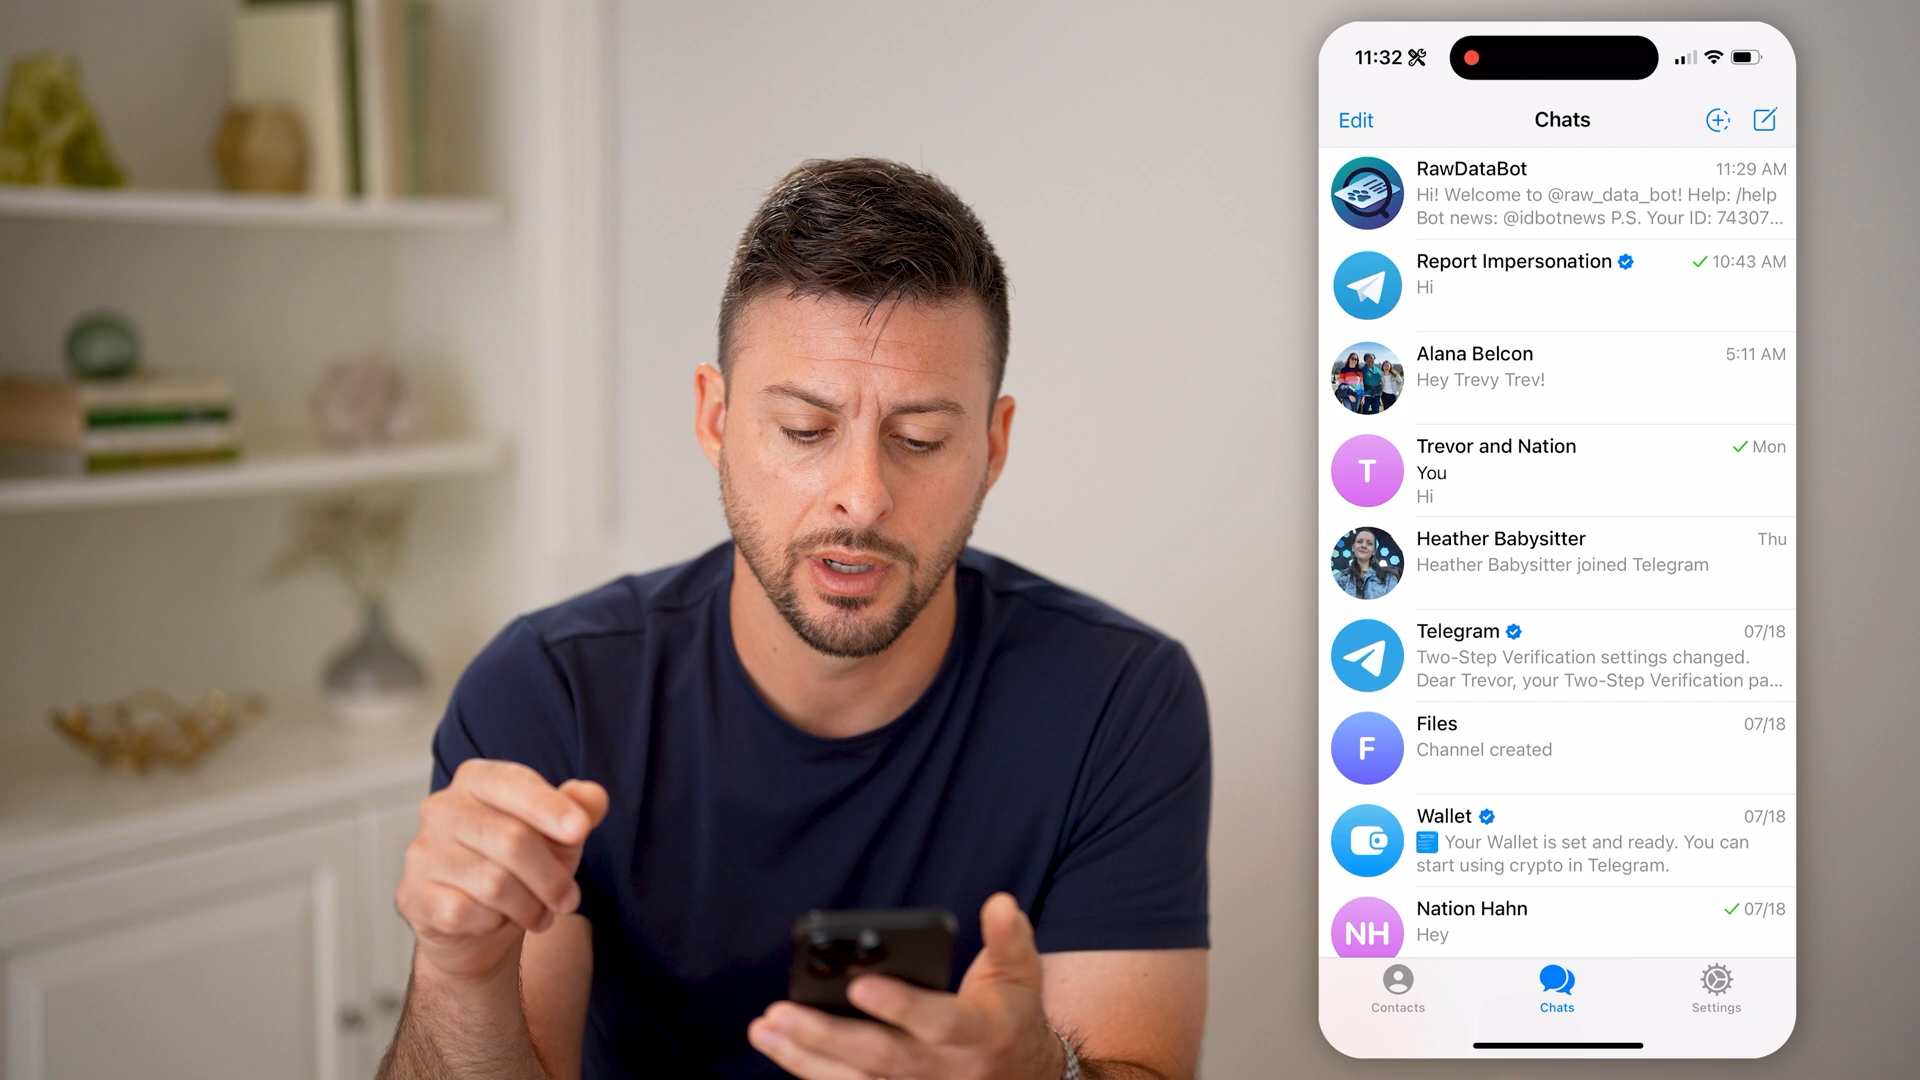 11:32
Edit
Chats
RawDataBot
11:29 AM
Hi! Welcome to @raw_data_bot! Help: /help
Bot news: @idbotnews P.S. Your ID: 74307...
Report Impersonation
10:43 AM
Hi
Alana Belcon
5:11 AM
Hey Trevy Trev!
T
Trevor and Nation
Mon
You
Hi
Heather Babysitter
Thu
Heather Babysitter joined Telegram
Telegram
07/18
Two-Step Verification settings changed.
Dear Trevor, your Two-Step Verification pa...
F
Files
07/18
Channel created
Wallet
07/18
Your Wallet is set and ready. You can
start using crypto in Telegram.
NH
Nation Hahn
07/18
Hey
Contacts
Chats
Settings